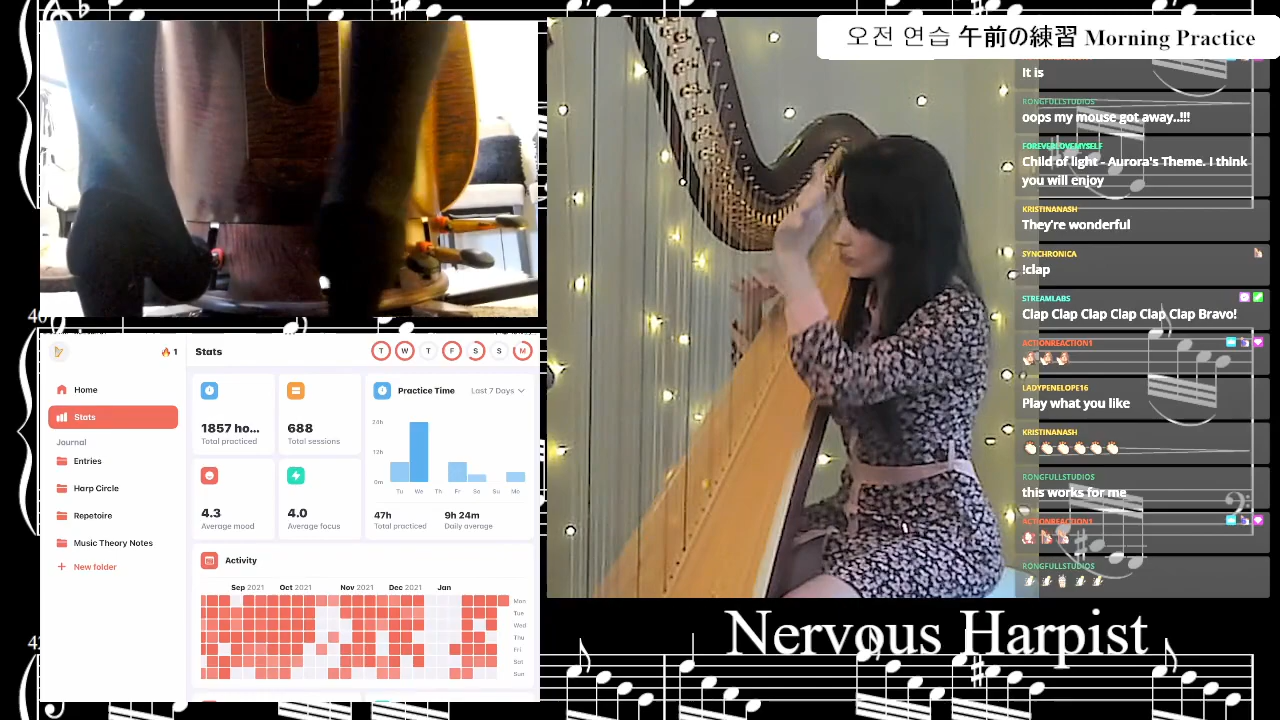 오전 연습 午前の練習 Morning Practice
It is
RONGFULLSTUDIOS
oops my mouse got away..!!!
FOREVERLOVEMYSELF
Child of light - Aurora's Theme. I think
you will enjoy
KRISTINANASH
They're wonderful
SYNCHRONICA
!clap
STREAMLABS
Clap Clap Clap Clap Clap Clap Bravo!
ACTIONREACTION1
LADYPENELOPE16
Play what you like
KRISTINANASH
RONGFULLSTUDIOS
this works for me
ACTIONREACTION1
RONGFULLSTUDIOS
1
Stats
T W T F S S M
Home
Stats
Journal
Entries
Harp Circle
Repetoire
Music Theory Notes
+ New folder
1857 ho...
Total practiced
688
Total sessions
4.3
Average mood
4.0
Average focus
Practice Time
Last 7 Days
24h
12h
0m
Tu We Th Fr Sa Su Mo
47h
Total practiced
9h 24m
Daily average
Activity
Sep 2021 Oct 2021 Nov 2021 Dec 2021 Jan
Mon
Tue
Wed
Thu
Fri
Sat
Sun
Nervous Harpist